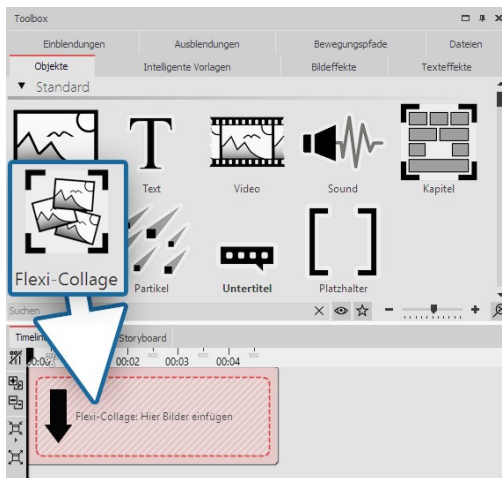 Toolbox
Einblendungen Ausblendungen Bewegungspfade Dateien
Objekte Intelligente Vorlagen Bildeffekte Texteffekte
Standard
Text Video Sound Kapitel
Flexi-Collage
Partikel Untertitel Platzhalter
Suchen
Storyboard
00:02 00:03 00:04
Flexi-Collage: Hier Bilder einfügen